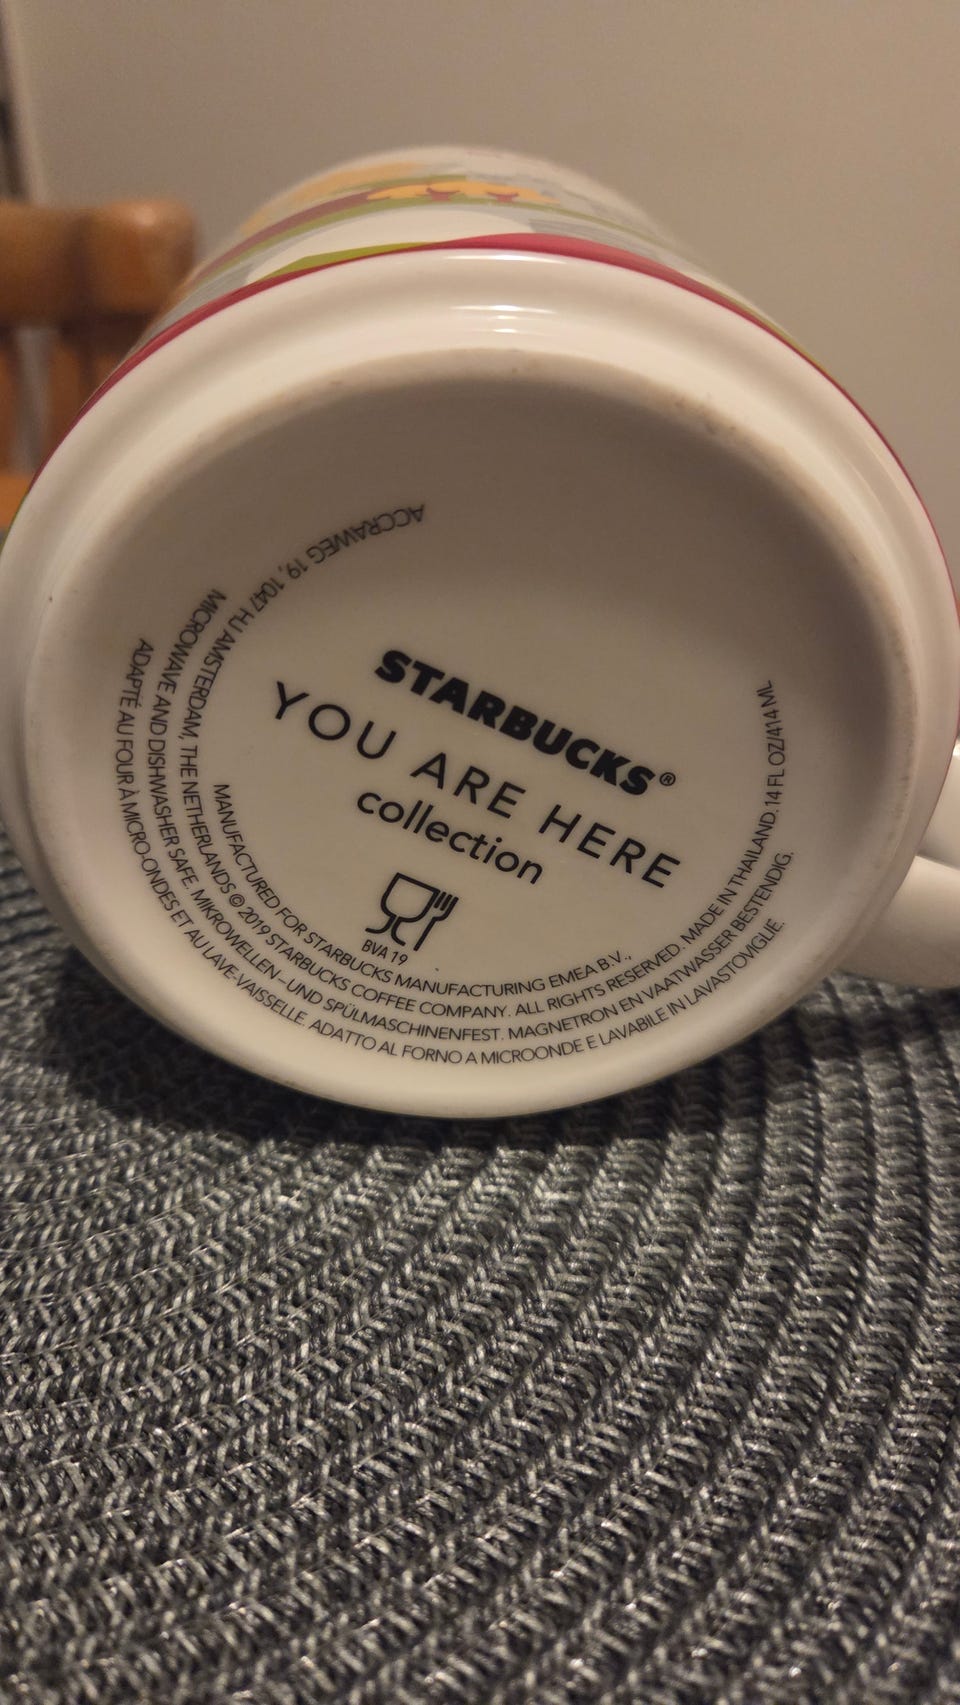 STARBUCKS®
YOU ARE HERE
collection
BVA 19
MANUFACTURED FOR STARBUCKS MANUFACTURING EMEA B.V.,
ACCRAWEG 19, 1047 HJ AMSTERDAM, THE NETHERLANDS © 2019 STARBUCKS COFFEE COMPANY. ALL RIGHTS RESERVED. MADE IN THAILAND. 14 FL OZ/414 ML
MICROWAVE AND DISHWASHER SAFE. MIKROWELLEN–UND SPÜLMASCHINENFEST. MAGNETRON EN VAATWASSER BESTENDIG.
ADAPTÉ AU FOUR À MICRO-ONDES ET AU LAVE-VAISSELLE. ADATTO AL FORNO A MICROONDE E LAVABILE IN LAVASTOVIGLIE.